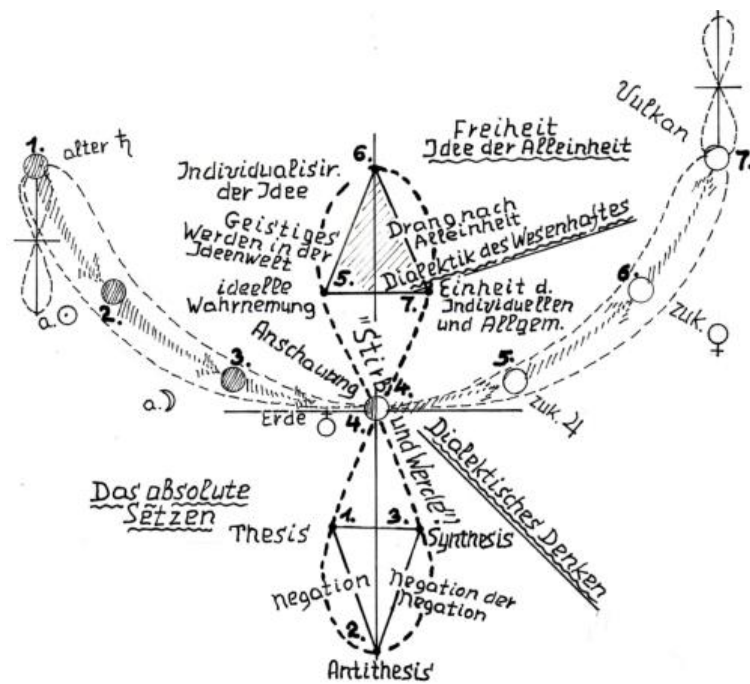 1.
alter ♄
a. ☉
2.
3.
a. ☽
Erde ♁
4.
Vulkan
7.
6.
5.
zuk. ♀
zuk. ♃
Freiheit
Idee der Alleinheit
6.
Individualisir.
der Idee
Geistiges
Werden in der
Ideenwelt
ideelle
Wahrnemung
5.
Drang nach
Alleinheit
Dialektik des Wesenhaftes
7.
Einheit d.
Individuellen
und Allgem.
Anschauung
"Stirb
4.
und Werde"!
Das absolute
Setzen
Dialektisches Denken
Thesis
1.
3.
Synthesis
Negation
Negation der
Negation
2.
Antithesis